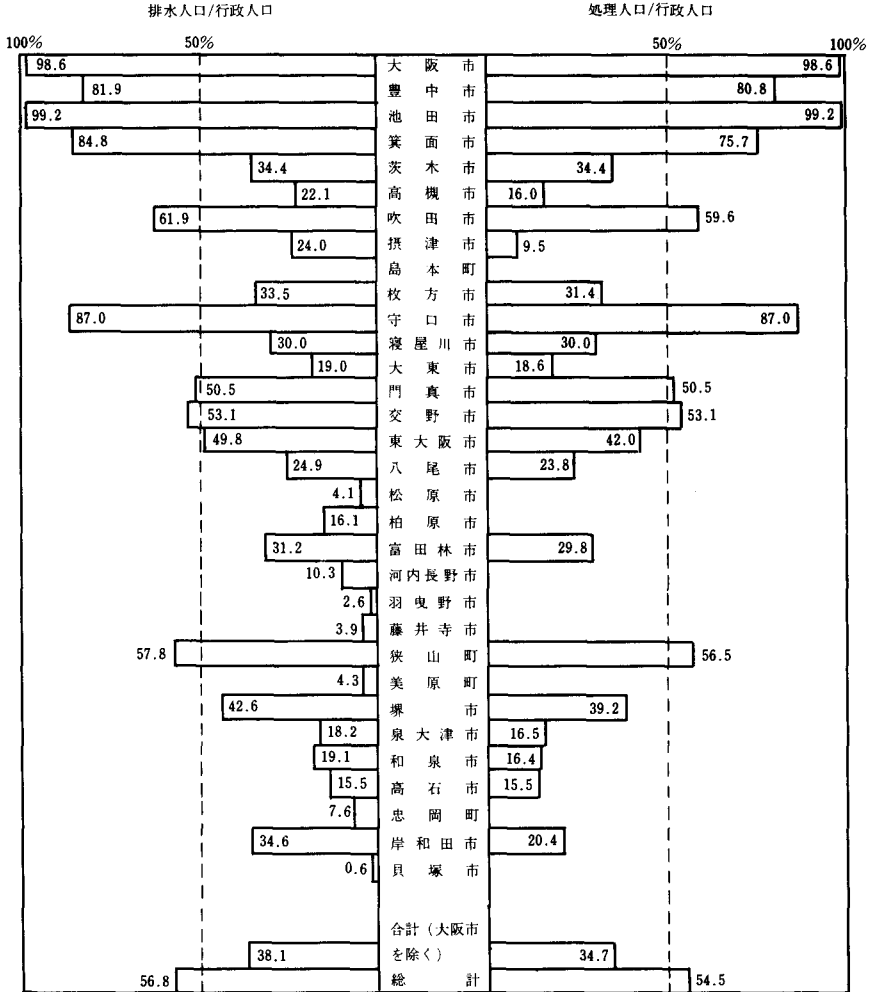 排水人口/行政人口 処理人口/行政人口
100% 50% 50% 100%
98.6 大阪市 98.6
81.9 豊中市 80.8
99.2 池田市 99.2
84.8 箕面市 75.7
34.4 茨木市 34.4
22.1 高槻市 16.0
61.9 吹田市 59.6
24.0 摂津市 9.5
島本町
33.5 枚方市 31.4
87.0 守口市 87.0
30.0 寝屋川市 30.0
19.0 大東市 18.6
50.5 門真市 50.5
53.1 交野市 53.1
49.8 東大阪市 42.0
24.9 八尾市 23.8
4.1 松原市
16.1 柏原市
31.2 富田林市 29.8
10.3 河内長野市
2.6 羽曳野市
3.9 藤井寺市
57.8 狭山町 56.5
4.3 美原町
42.6 堺市 39.2
18.2 泉大津市 16.5
19.1 和泉市 16.4
15.5 高石市 15.5
7.6 忠岡町
34.6 岸和田市 20.4
0.6 貝塚市
合計(大阪市
38.1 を除く) 34.7
56.8 総計 54.5